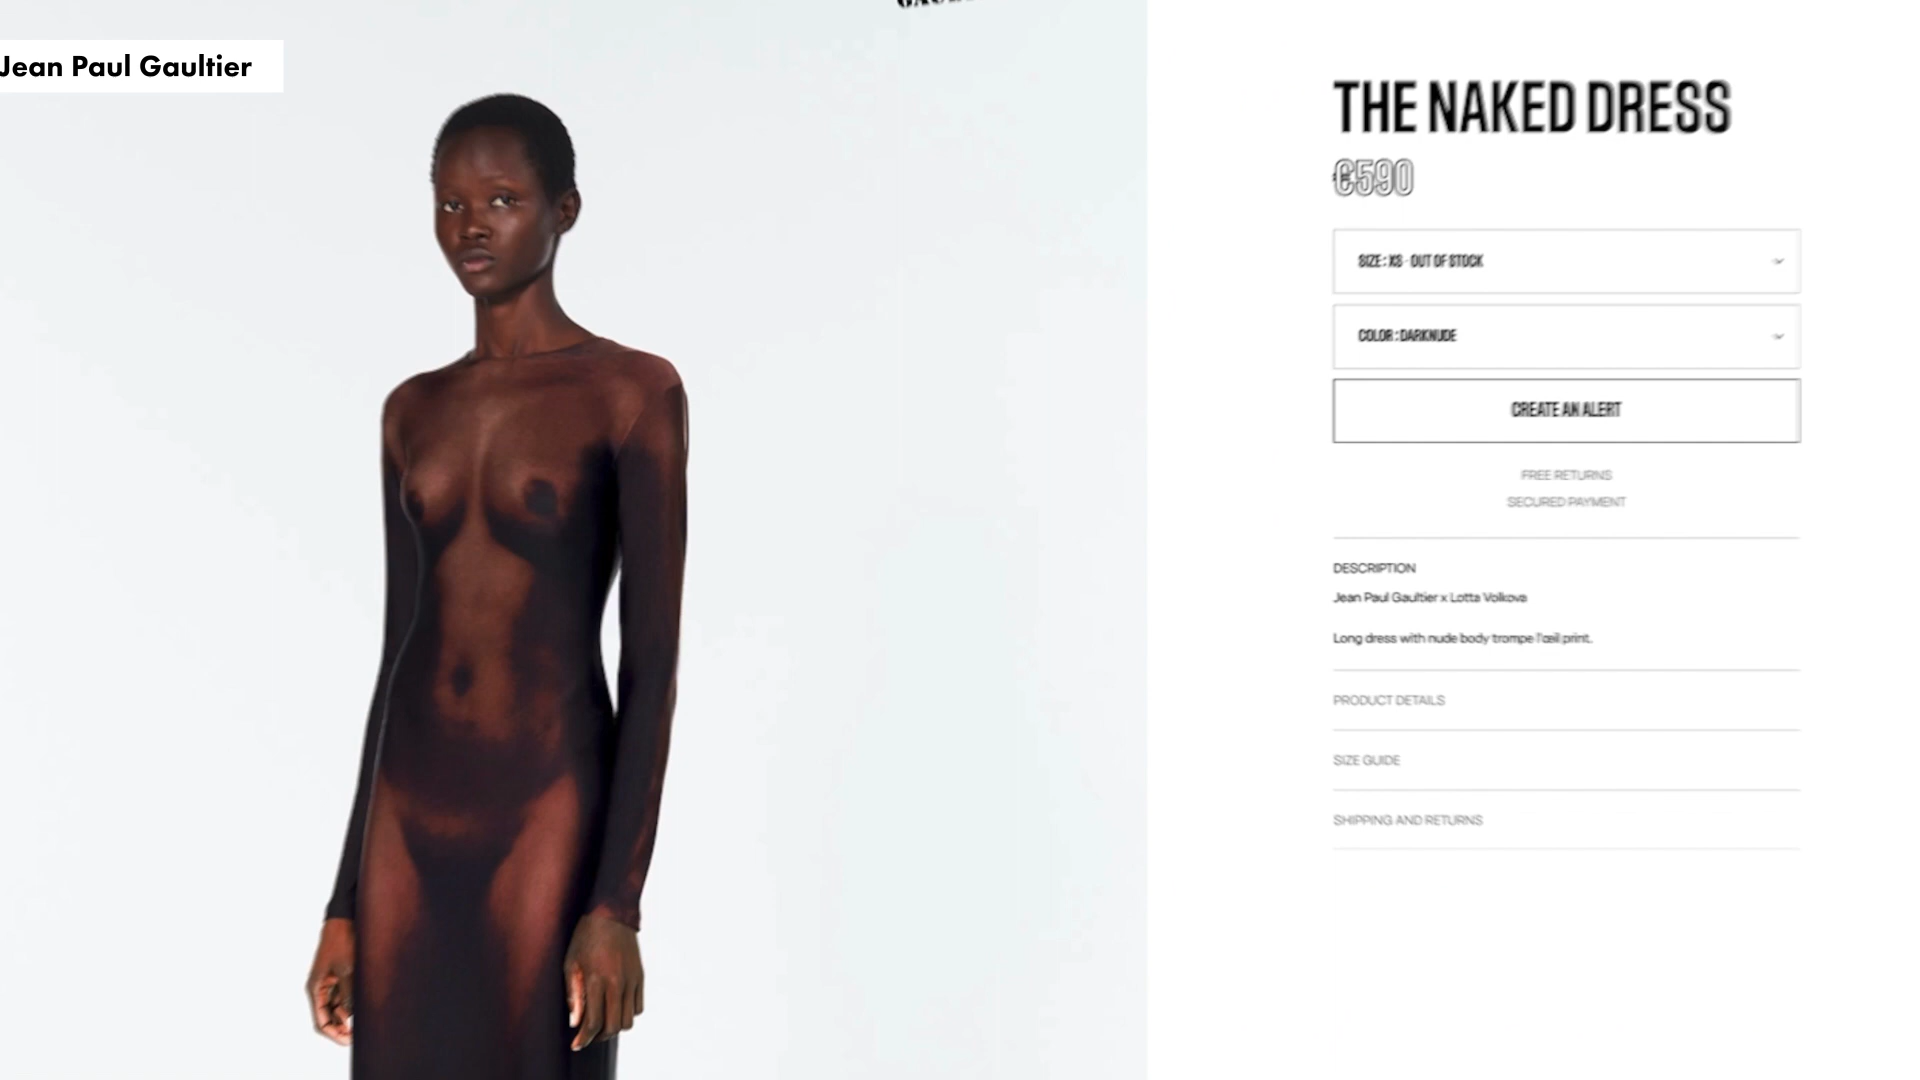 Jean Paul Gaultier
THE NAKED DRESS
€590
SIZE : XS - OUT OF STOCK
COLOR : DARKNUDE
CREATE AN ALERT
FREE RETURNS
SECURED PAYMENT
DESCRIPTION
Jean Paul Gaultier x Lotta Volkova
Long dress with nude body trompe l'œil print.
PRODUCT DETAILS
SIZE GUIDE
SHIPPING AND RETURNS